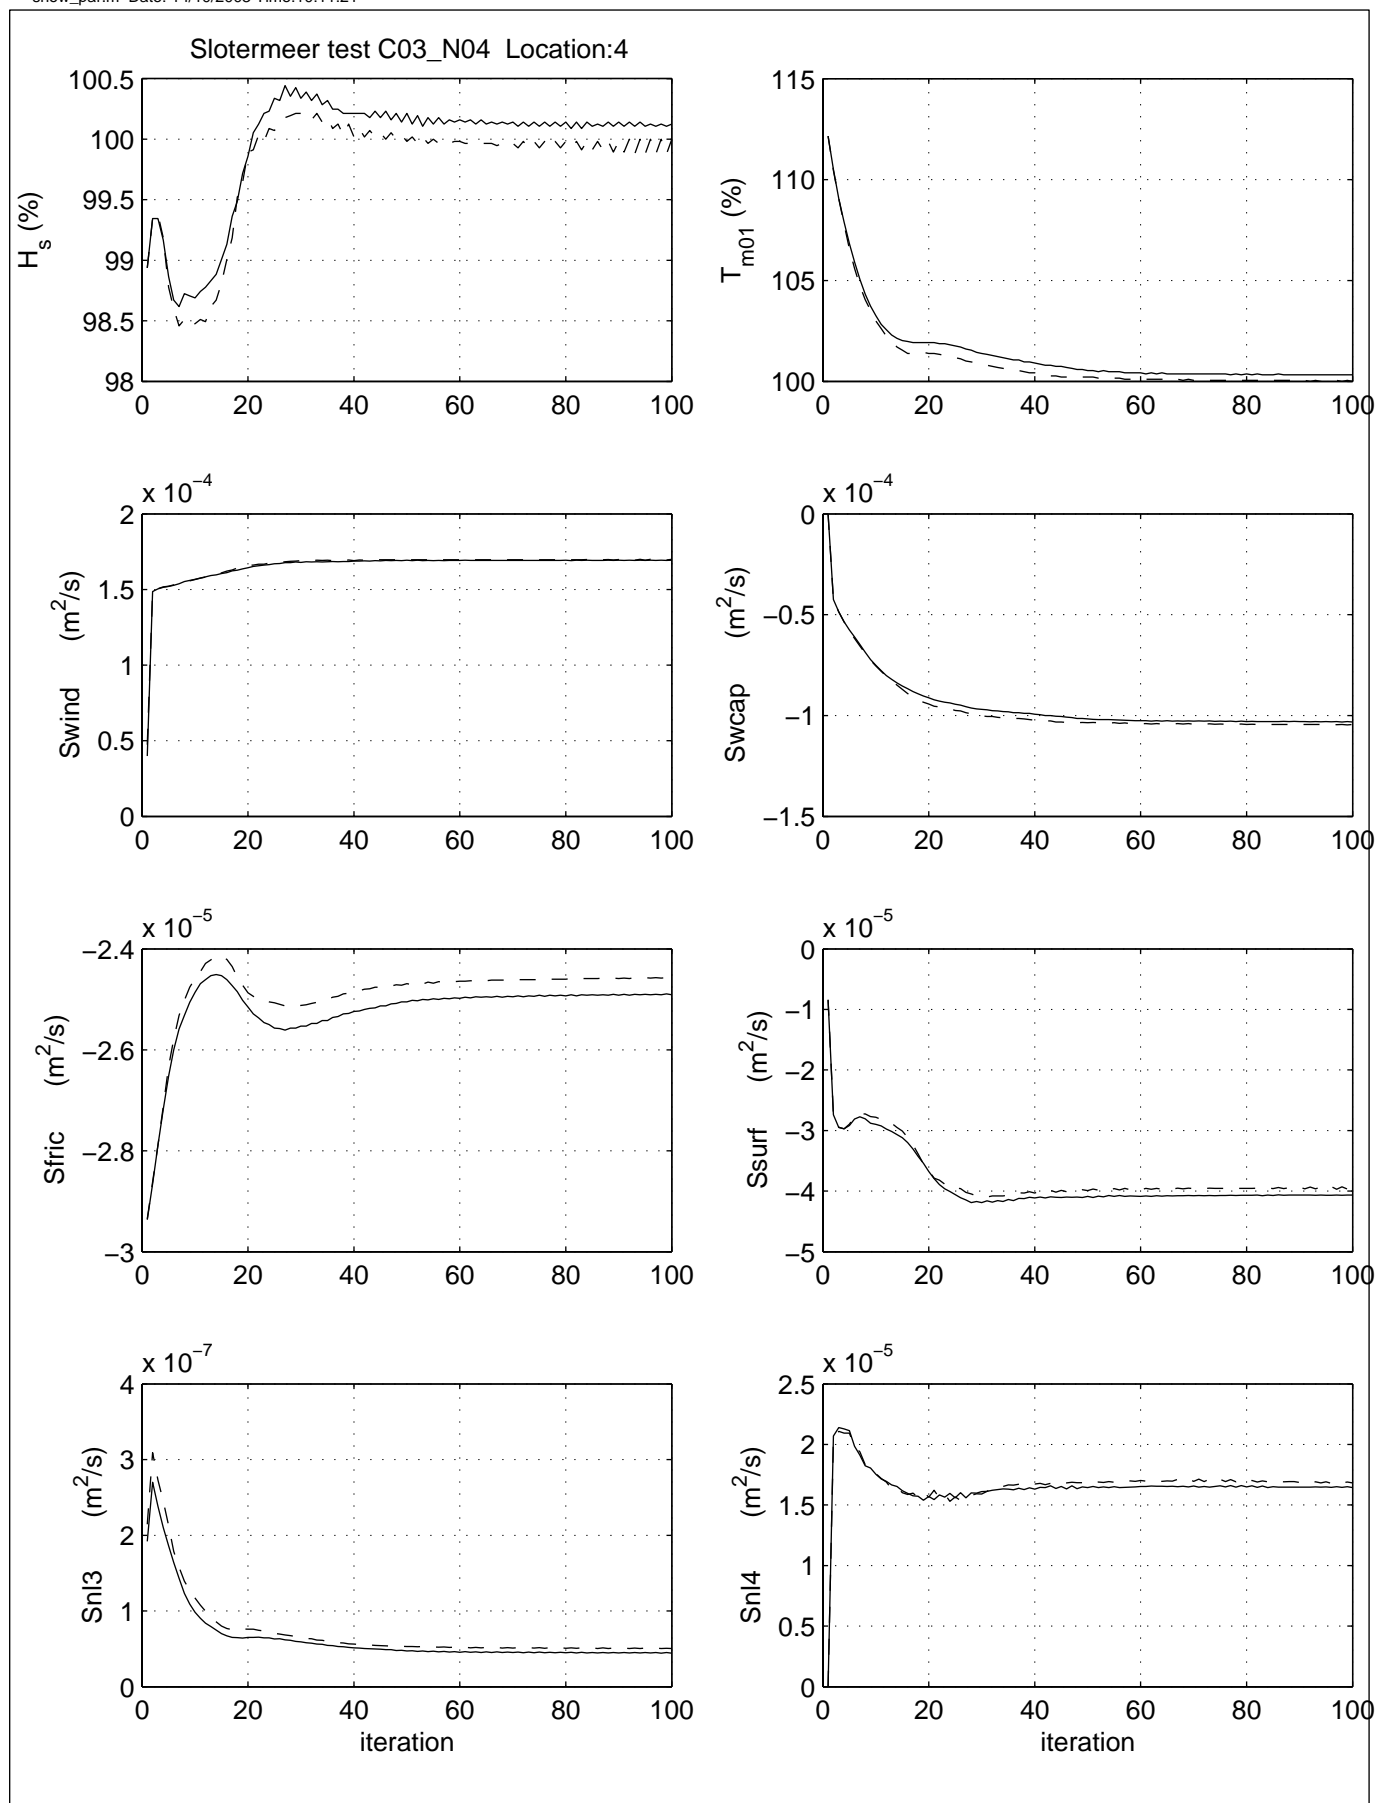 Slotermeer test C03_N04 Location:4
100.5
100
99.5
99
98.5
98
H_s (%)
0 20 40 60 80 100
115
110
105
100
T_m01 (%)
0 20 40 60 80 100
x 10^−4
2
1.5
1
0.5
0
Swind (m^2/s)
0 20 40 60 80 100
x 10^−4
0
−0.5
−1
−1.5
Swcap (m^2/s)
0 20 40 60 80 100
x 10^−5
−2.4
−2.6
−2.8
−3
Sfric (m^2/s)
0 20 40 60 80 100
x 10^−5
0
−1
−2
−3
−4
−5
Ssurf (m^2/s)
0 20 40 60 80 100
x 10^−7
4
3
2
1
0
Snl3 (m^2/s)
0 20 40 60 80 100
iteration
x 10^−5
2.5
2
1.5
1
0.5
0
Snl4 (m^2/s)
0 20 40 60 80 100
iteration